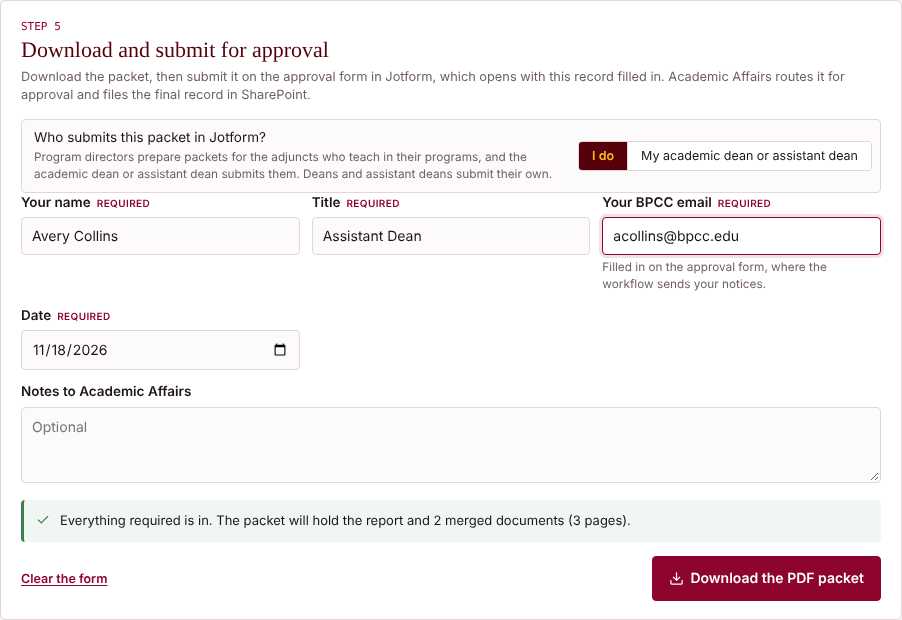 STEP 5
Download and submit for approval
Download the packet, then submit it on the approval form in Jotform, which opens with this record filled in. Academic Affairs routes it for
approval and files the final record in SharePoint.
Who submits this packet in Jotform?
Program directors prepare packets for the adjuncts who teach in their programs, and the
academic dean or assistant dean submits them. Deans and assistant deans submit their own.
I do
My academic dean or assistant dean
Your name REQUIRED
Avery Collins
Title REQUIRED
Assistant Dean
Your BPCC email REQUIRED
acollins@bpcc.edu
Filled in on the approval form, where the
workflow sends your notices.
Date REQUIRED
11/18/2026
Notes to Academic Affairs
Optional
Everything required is in. The packet will hold the report and 2 merged documents (3 pages).
Clear the form
Download the PDF packet